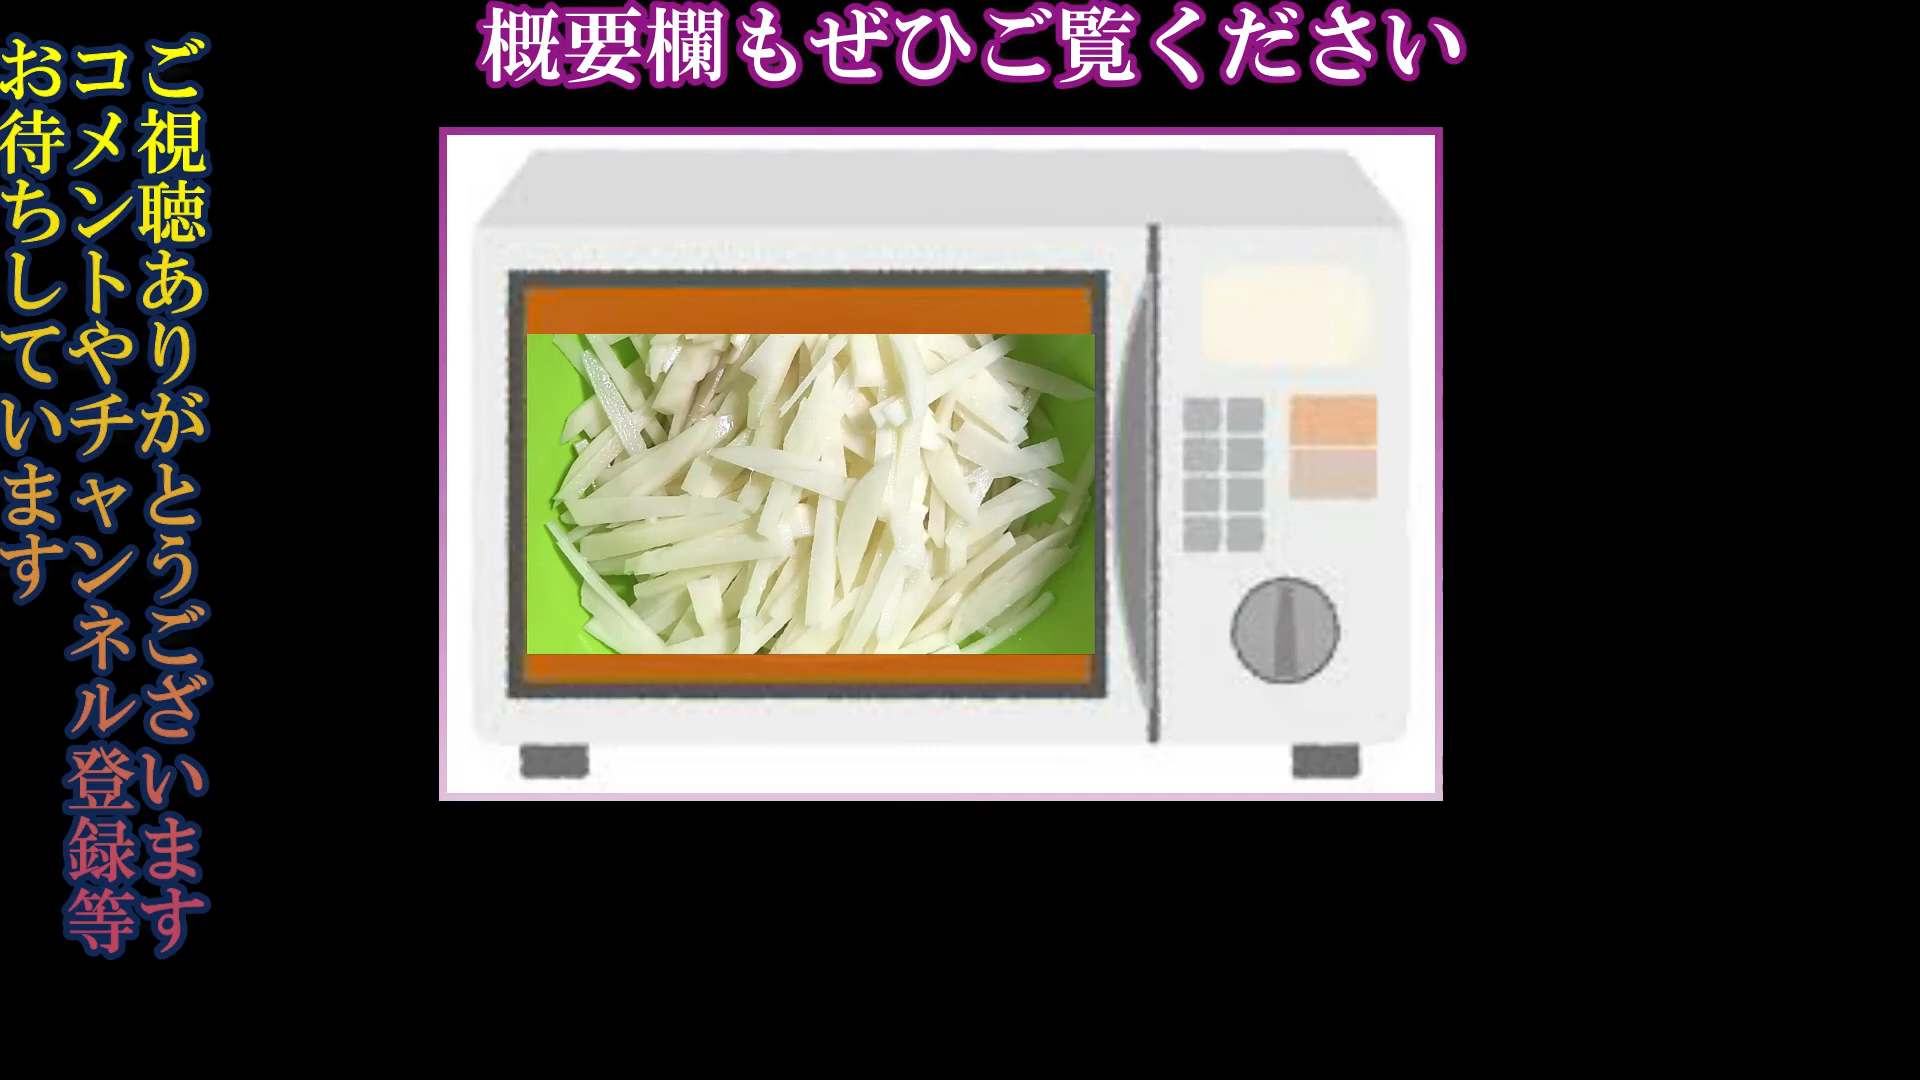 概要欄もぜひご覧ください
ご視聴ありがとうございます
コメントやチャンネル登録等
お待ちしています